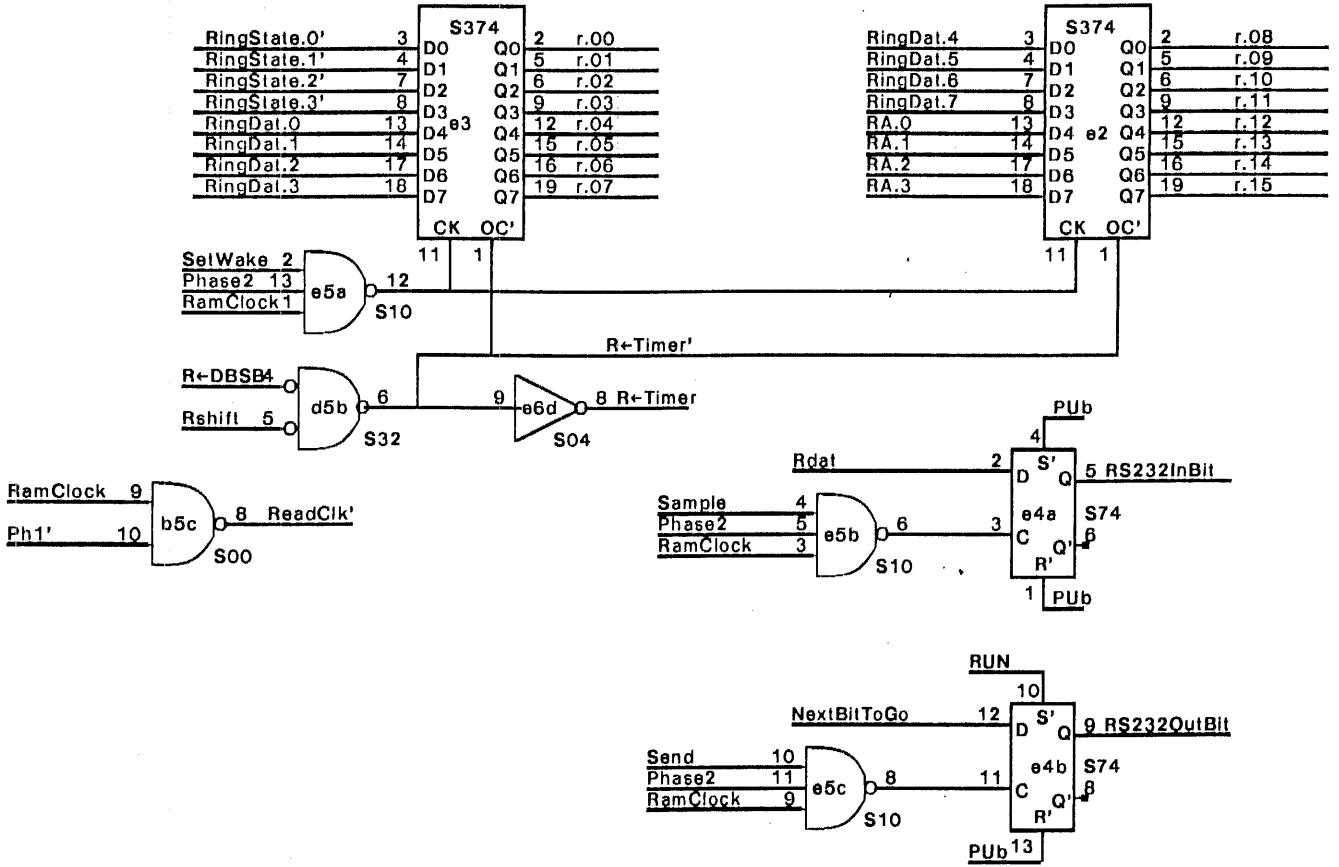 S374
RingState.0' 3 D0 Q0 2 r.00
RingState.1' 4 D1 Q1 5 r.01
RingState.2' 7 D2 Q2 6 r.02
RingState.3' 8 D3 Q3 9 r.03
e3
RingDat.0 13 D4 Q4 12 r.04
RingDat.1 14 D5 Q5 15 r.05
RingDat.2 17 D6 Q6 16 r.06
RingDat.3 18 D7 Q7 19 r.07
CK OC'
11 1
S374
RingDat.4 3 D0 Q0 2 r.08
RingDat.5 4 D1 Q1 5 r.09
RingDat.6 7 D2 Q2 6 r.10
RingDat.7 8 D3 Q3 9 r.11
RA.0 13 D4 e2 Q4 12 r.12
RA.1 14 D5 Q5 15 r.13
RA.2 17 D6 Q6 16 r.14
RA.3 18 D7 Q7 19 r.15
CK OC'
11 1
SetWake 2
Phase2 13 e5a 12
RamClock 1
S10
R←Timer'
R←DBSB 4
d5b 6 9 e6d 8 R←Timer
Rshift 5
S32 S04
RamClock 9
b5c 8 ReadClk'
Ph1' 10
S00
PUb
4
Rdat 2 D S' Q 5 RS232InBit
Sample 4
Phase2 5 e5b 6 3 C e4a S74
RamClock 3
Q' 6
S10
R'
1 PUb
RUN
10
NextBitToGo 12 D S' Q 9 RS232OutBit
Send 10
e4b S74
Phase2 11 e5c 8 11 C
RamClock 9
Q' 8
S10
R'
PUb 13